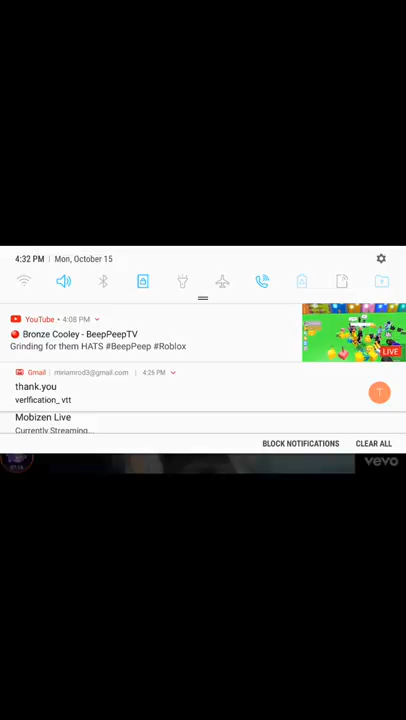 4:32 PM | Mon, October 15
YouTube • 4:08 PM
🔴 Bronze Cooley - BeepPeepTV
Grinding for them HATS #BeepPeep #Roblox
LIVE
Gmail | miriamrod3@gmail.com | 4:26 PM
thank.you
verification_ vtt
T
Mobizen Live
Currently Streaming...
BLOCK NOTIFICATIONS CLEAR ALL
vevo